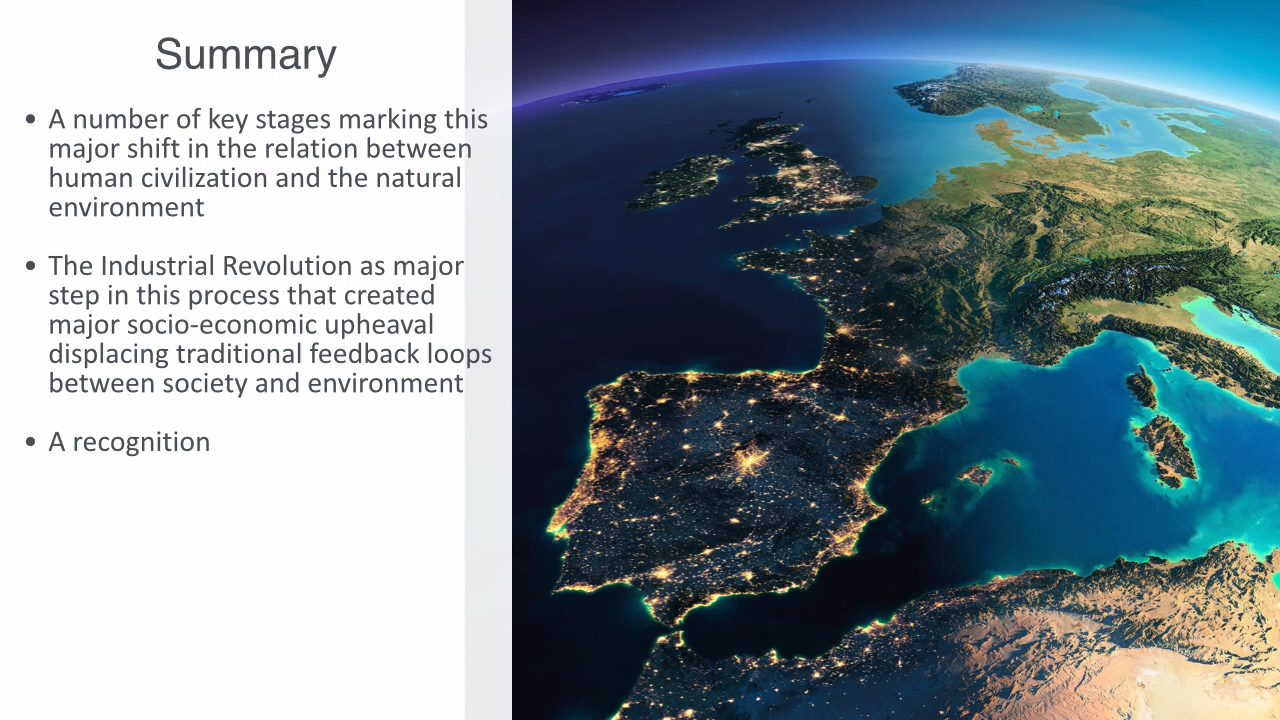 Summary
• A number of key stages marking this
major shift in the relation between
human civilization and the natural
environment
• The Industrial Revolution as major
step in this process that created
major socio-economic upheaval
displacing traditional feedback loops
between society and environment
• A recognition